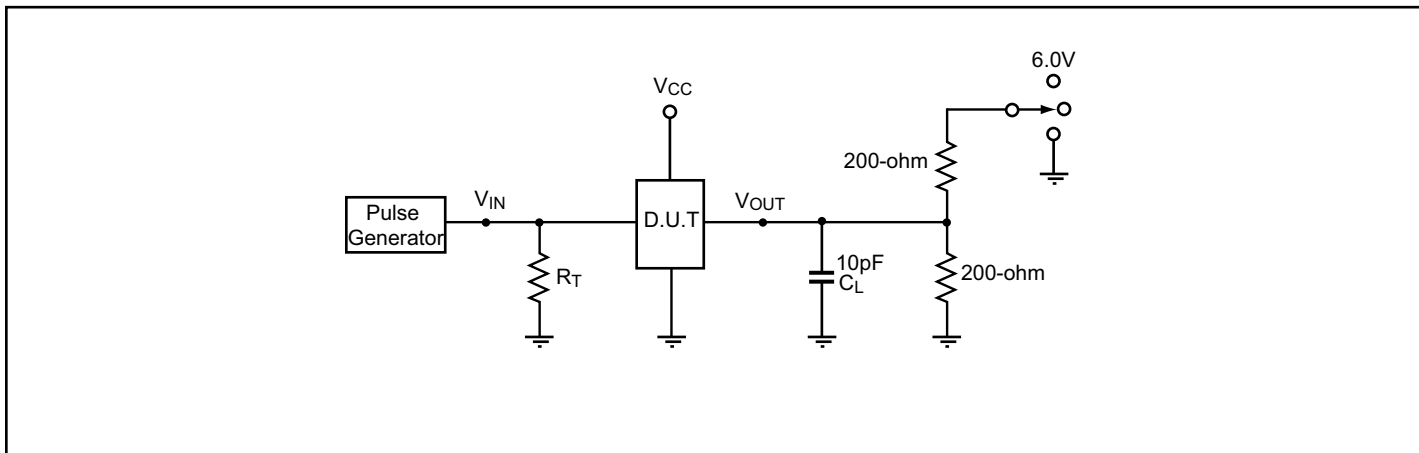 6.0V
VCC
200-ohm
Pulse
Generator
VIN
D.U.T
VOUT
RT
10pF
CL
200-ohm